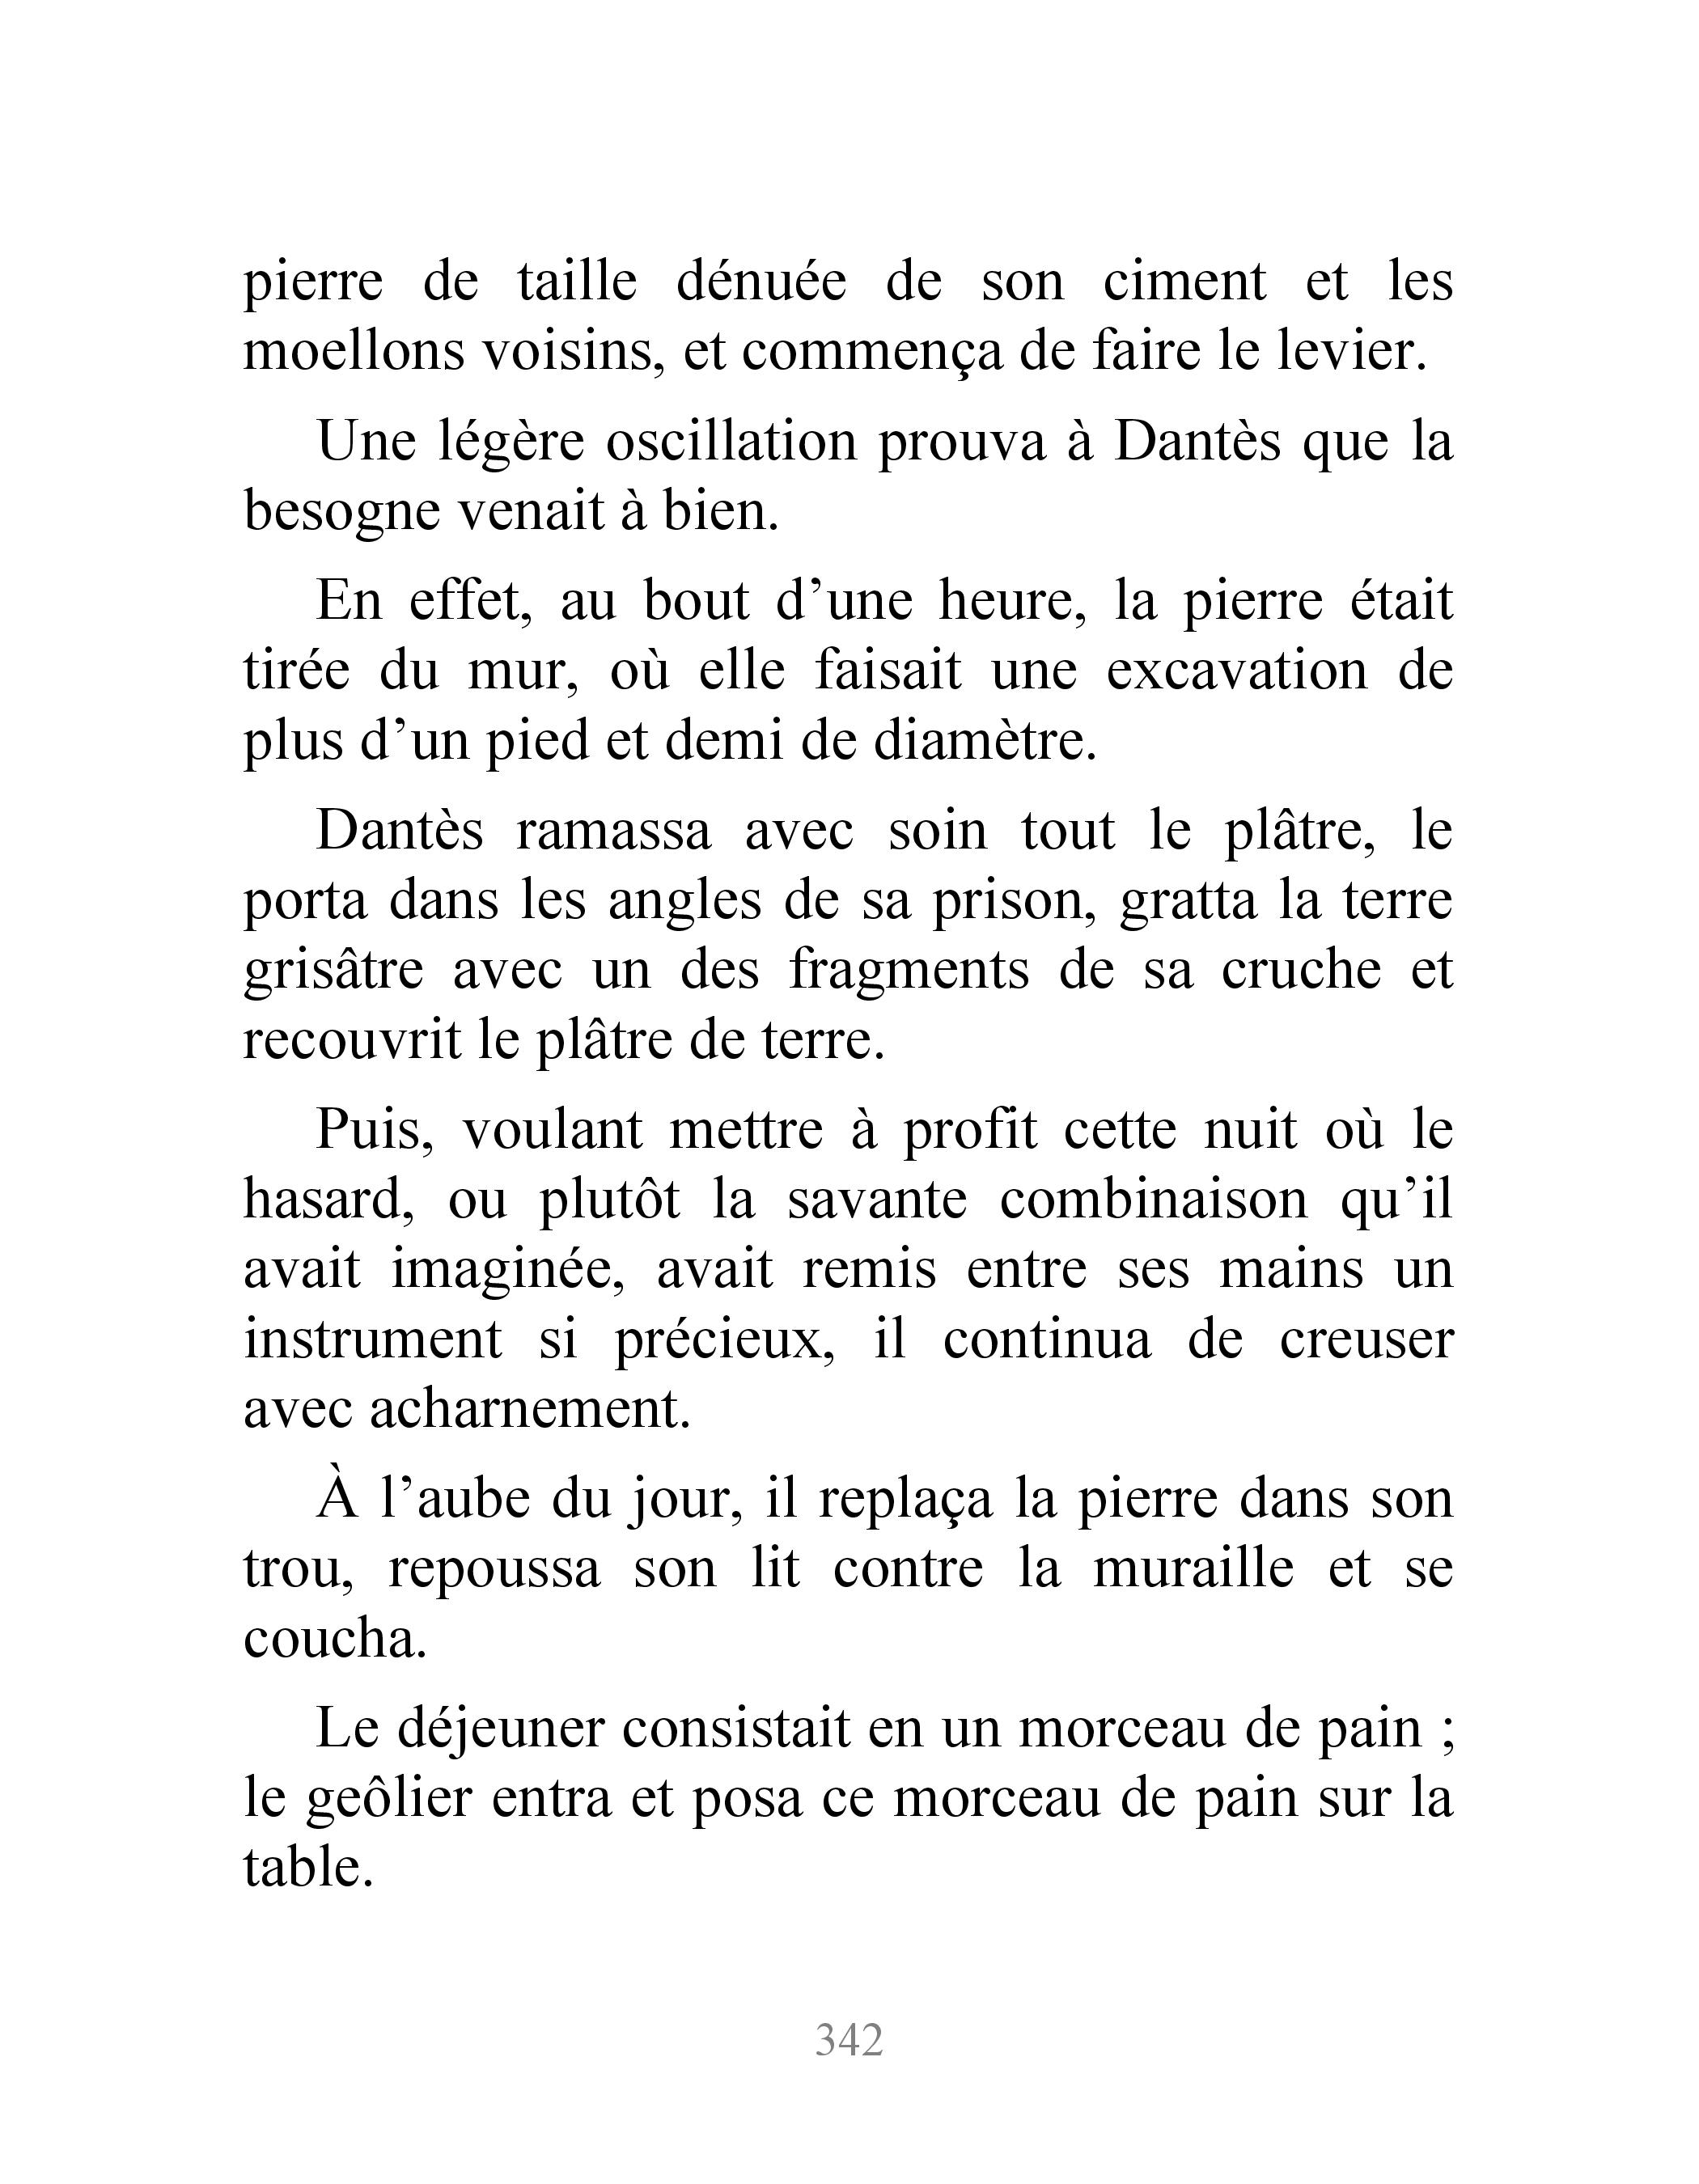 pierre de taille dénuée de son ciment et les
moellons voisins, et commença de faire le levier.
Une légère oscillation prouva à Dantès que la
besogne venait à bien.
En effet, au bout d’une heure, la pierre était
tirée du mur, où elle faisait une excavation de
plus d’un pied et demi de diamètre.
Dantès ramassa avec soin tout le plâtre, le
porta dans les angles de sa prison, gratta la terre
grisâtre avec un des fragments de sa cruche et
recouvrit le plâtre de terre.
Puis, voulant mettre à profit cette nuit où le
hasard, ou plutôt la savante combinaison qu’il
avait imaginée, avait remis entre ses mains un
instrument si précieux, il continua de creuser
avec acharnement.
À l’aube du jour, il replaça la pierre dans son
trou, repoussa son lit contre la muraille et se
coucha.
Le déjeuner consistait en un morceau de pain ;
le geôlier entra et posa ce morceau de pain sur la
table.
342